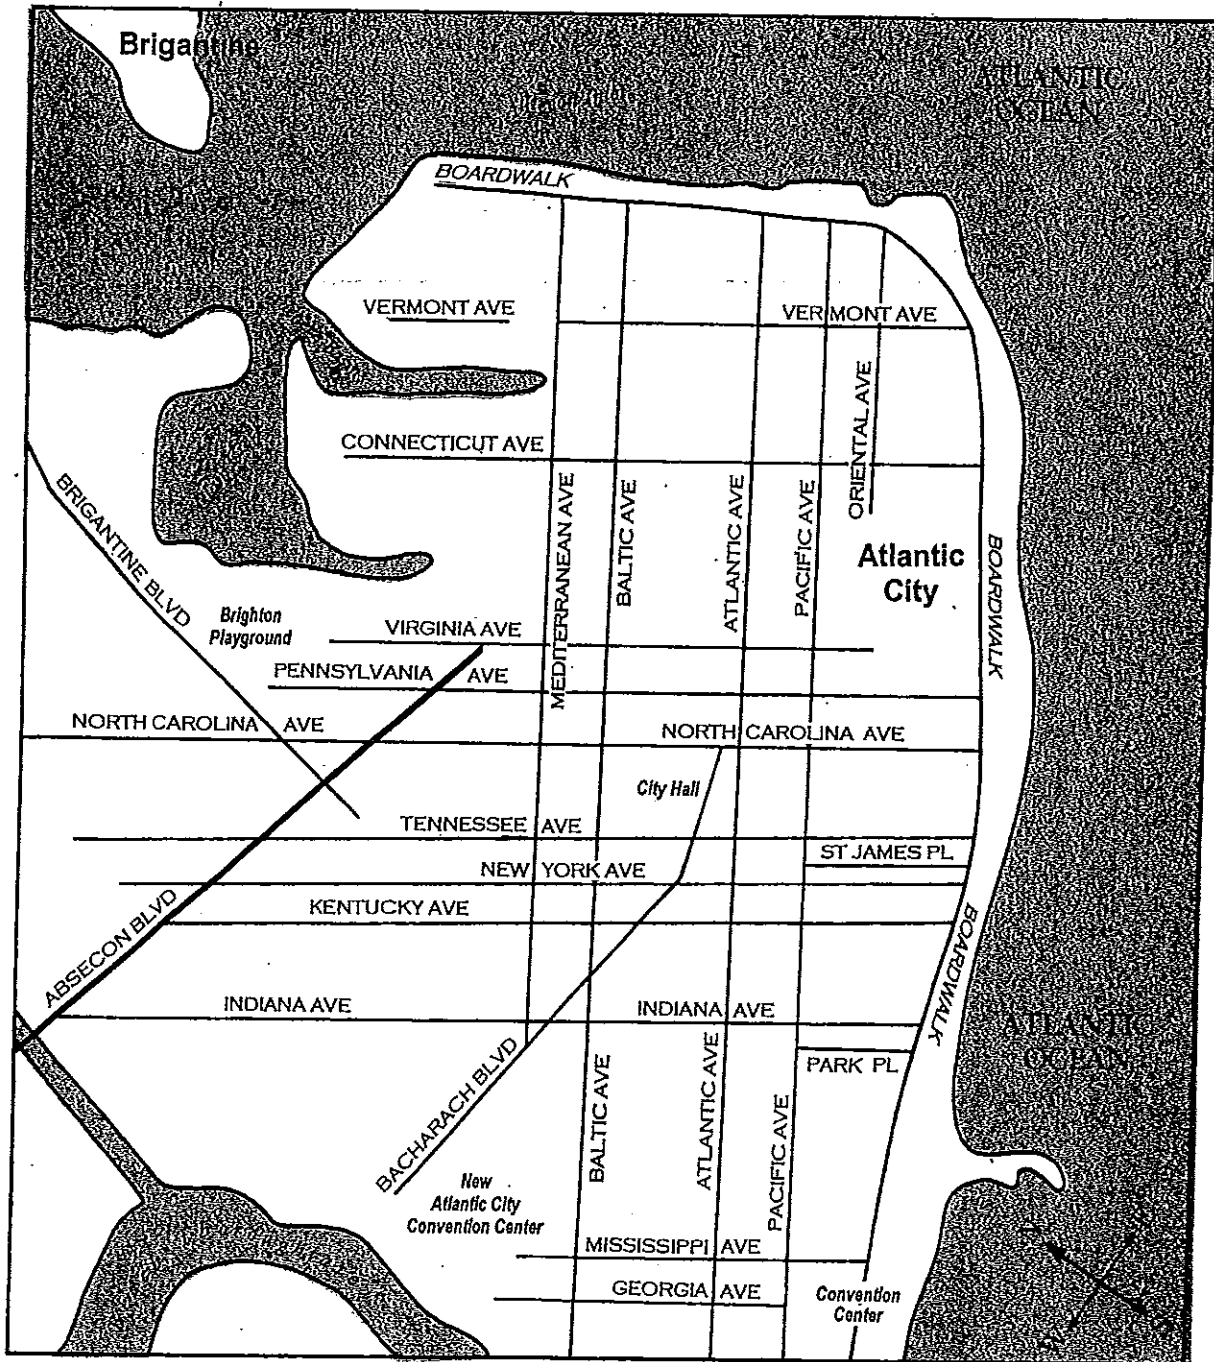 Brigantine
ATLANTIC
OCEAN
BOARDWALK
VERMONT AVE
VERMONT AVE
ORIENTAL AVE
CONNECTICUT AVE
MEDITERRANEAN AVE
BALTIC AVE
ATLANTIC AVE
PACIFIC AVE
BRIGANTINE BLVD
Atlantic
City
BOARDWALK
Brighton
Playground
VIRGINIA AVE
PENNSYLVANIA AVE
NORTH CAROLINA AVE
NORTH CAROLINA AVE
City Hall
TENNESSEE AVE
ST JAMES PL
NEW YORK AVE
KENTUCKY AVE
ABSECON BLVD
BOARDWALK
INDIANA AVE
INDIANA AVE
ATLANTIC
OCEAN
PARK PL
BACHARACH BLVD
BALTIC AVE
ATLANTIC AVE
PACIFIC AVE
New
Atlantic City
Convention Center
MISSISSIPPI AVE
GEORGIA AVE
Convention
Center